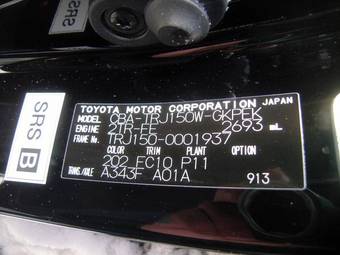 SRS
TOYOTA MOTOR CORPORATION JAPAN
MODEL CBA-TRJ150W-GKPEK
ENGINE 2TR-FE 2693 mL
FRAME No. TRJ150-0001937
COLOR TRIM PLANT OPTION
202 FC10 P11
TRANS./AXLE A343F A01A 913
SRS B